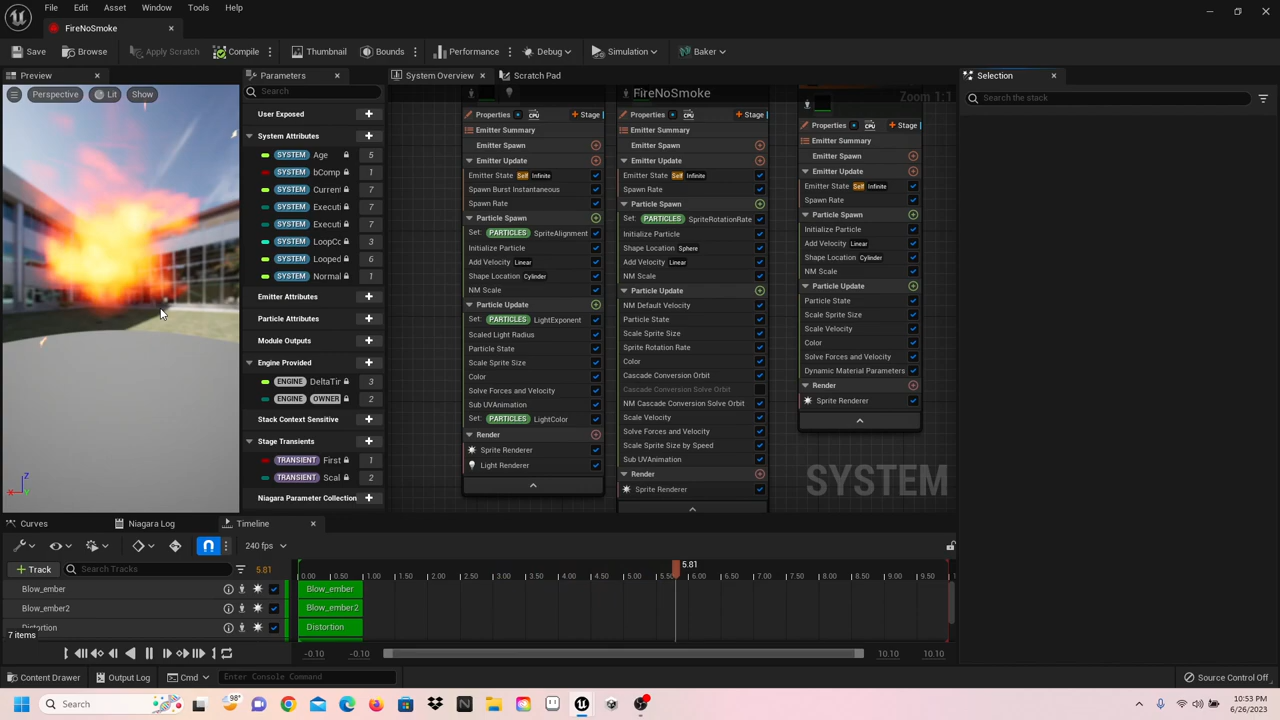 File Edit Asset Window Tools Help
FireNoSmoke
Save Browse Apply Scratch Compile Thumbnail Bounds Performance Debug Simulation Baker
Preview Parameters System Overview Scratch Pad Selection
Perspective Lit Show
Search
FireNoSmoke
Zoom 1:1
Search the stack
User Exposed
System Attributes
SYSTEM Age 5
SYSTEM bComp 1
SYSTEM Curren 7
SYSTEM Executi 7
SYSTEM Executi 7
SYSTEM LoopCo 3
SYSTEM Looped 6
SYSTEM Normal 1
Emitter Attributes
Particle Attributes
Module Outputs
Engine Provided
ENGINE DeltaTir 3
ENGINE OWNER 2
Stack Context Sensitive
Stage Transients
TRANSIENT First 1
TRANSIENT Scal 2
Niagara Parameter Collection
Properties CPU Stage
Emitter Summary
Emitter Spawn
Emitter Update
Emitter State Self Infinite
Spawn Burst Instantaneous
Spawn Rate
Particle Spawn
Set: PARTICLES SpriteAlignment
Initialize Particle
Add Velocity Linear
Shape Location Cylinder
NM Scale
Particle Update
Set: PARTICLES LightExponent
Scaled Light Radius
Particle State
Scale Sprite Size
Color
Solve Forces and Velocity
Sub UVAnimation
Set: PARTICLES LightColor
Render
Sprite Renderer
Light Renderer
Properties CPU Stage
Emitter Summary
Emitter Spawn
Emitter Update
Emitter State Self Infinite
Spawn Rate
Particle Spawn
Set: PARTICLES SpriteRotationRate
Initialize Particle
Shape Location Sphere
Add Velocity Linear
NM Scale
Particle Update
NM Default Velocity
Particle State
Scale Sprite Size
Sprite Rotation Rate
Color
Cascade Conversion Orbit
Cascade Conversion Solve Orbit
NM Cascade Conversion Solve Orbit
Scale Velocity
Solve Forces and Velocity
Scale Sprite Size by Speed
Sub UVAnimation
Render
Sprite Renderer
Properties CPU Stage
Emitter Summary
Emitter Spawn
Emitter Update
Emitter State Self Infinite
Spawn Rate
Particle Spawn
Initialize Particle
Add Velocity Linear
Shape Location Cylinder
NM Scale
Particle Update
Particle State
Scale Sprite Size
Scale Velocity
Color
Solve Forces and Velocity
Dynamic Material Parameters
Render
Sprite Renderer
SYSTEM
Z
X
Curves Niagara Log Timeline
240 fps
Track Search Tracks 5.81
5.81
0.00 0.50 1.00 1.50 2.00 2.50 3.00 3.50 4.00 4.50 5.00 5.50 6.00 6.50 7.00 7.50 8.00 8.50 9.00 9.50
Blow_ember Blow_ember
Blow_ember2 Blow_ember2
Distortion Distortion
7 items
-0.10 -0.10 10.10 10.10
Content Drawer Output Log Cmd Enter Console Command Source Control Off
Search 98° 10:53 PM
6/26/2023